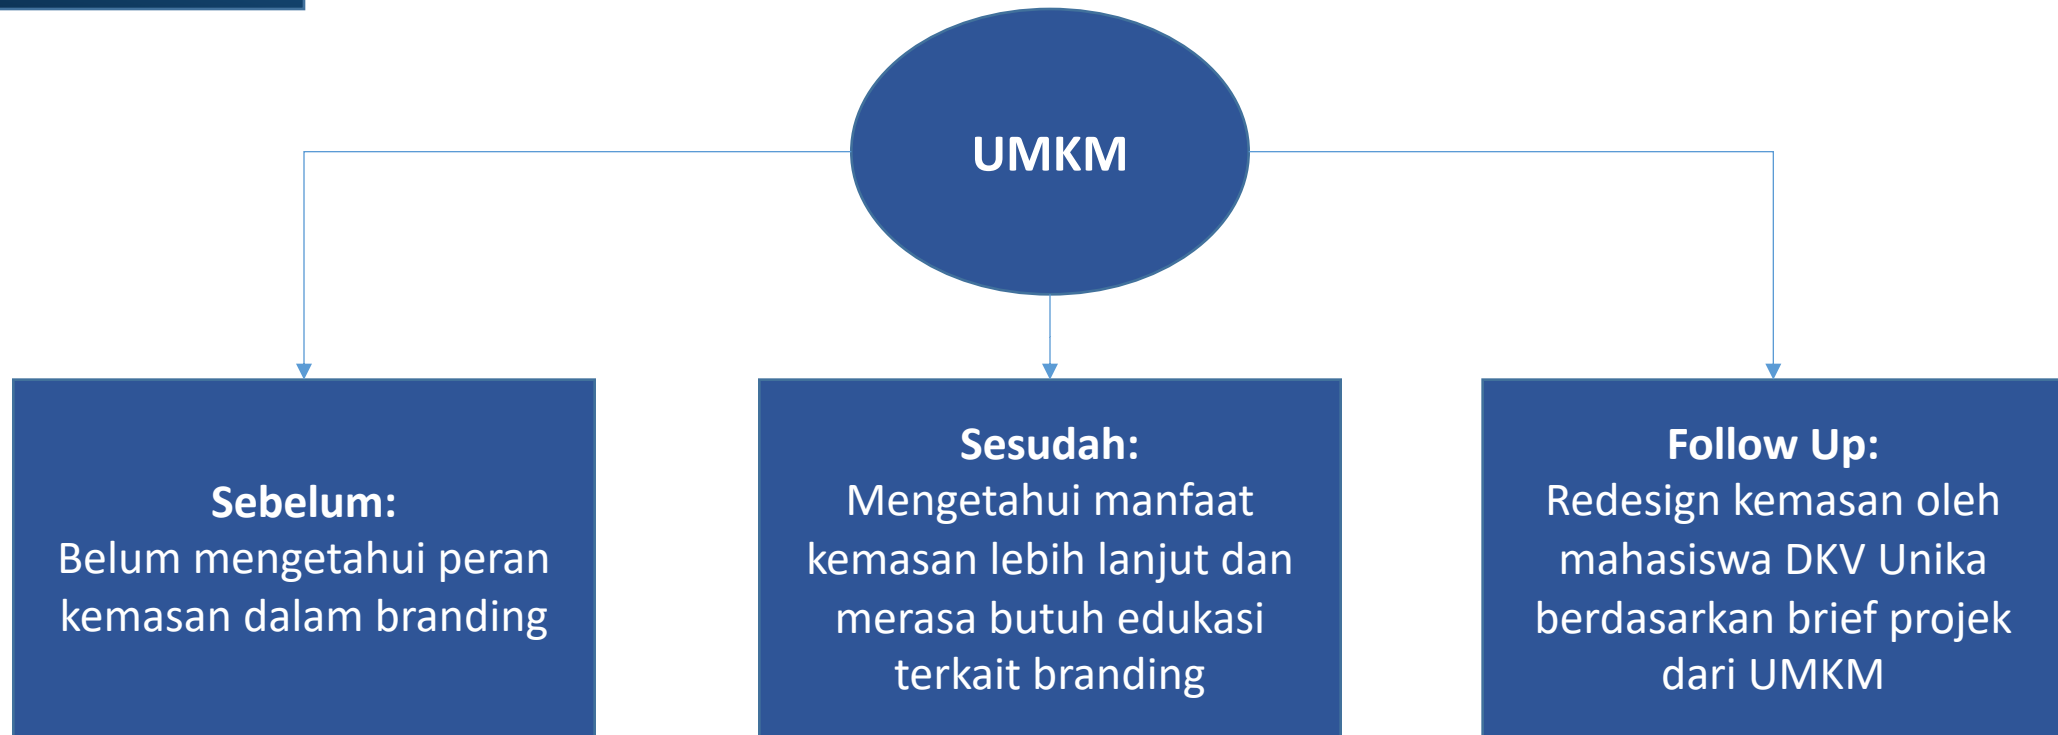 UMKM
Sebelum:
Belum mengetahui peran
kemasan dalam branding
Sesudah:
Mengetahui manfaat
kemasan lebih lanjut dan
merasa butuh edukasi
terkait branding
Follow Up:
Redesign kemasan oleh
mahasiswa DKV Unika
berdasarkan brief projek
dari UMKM